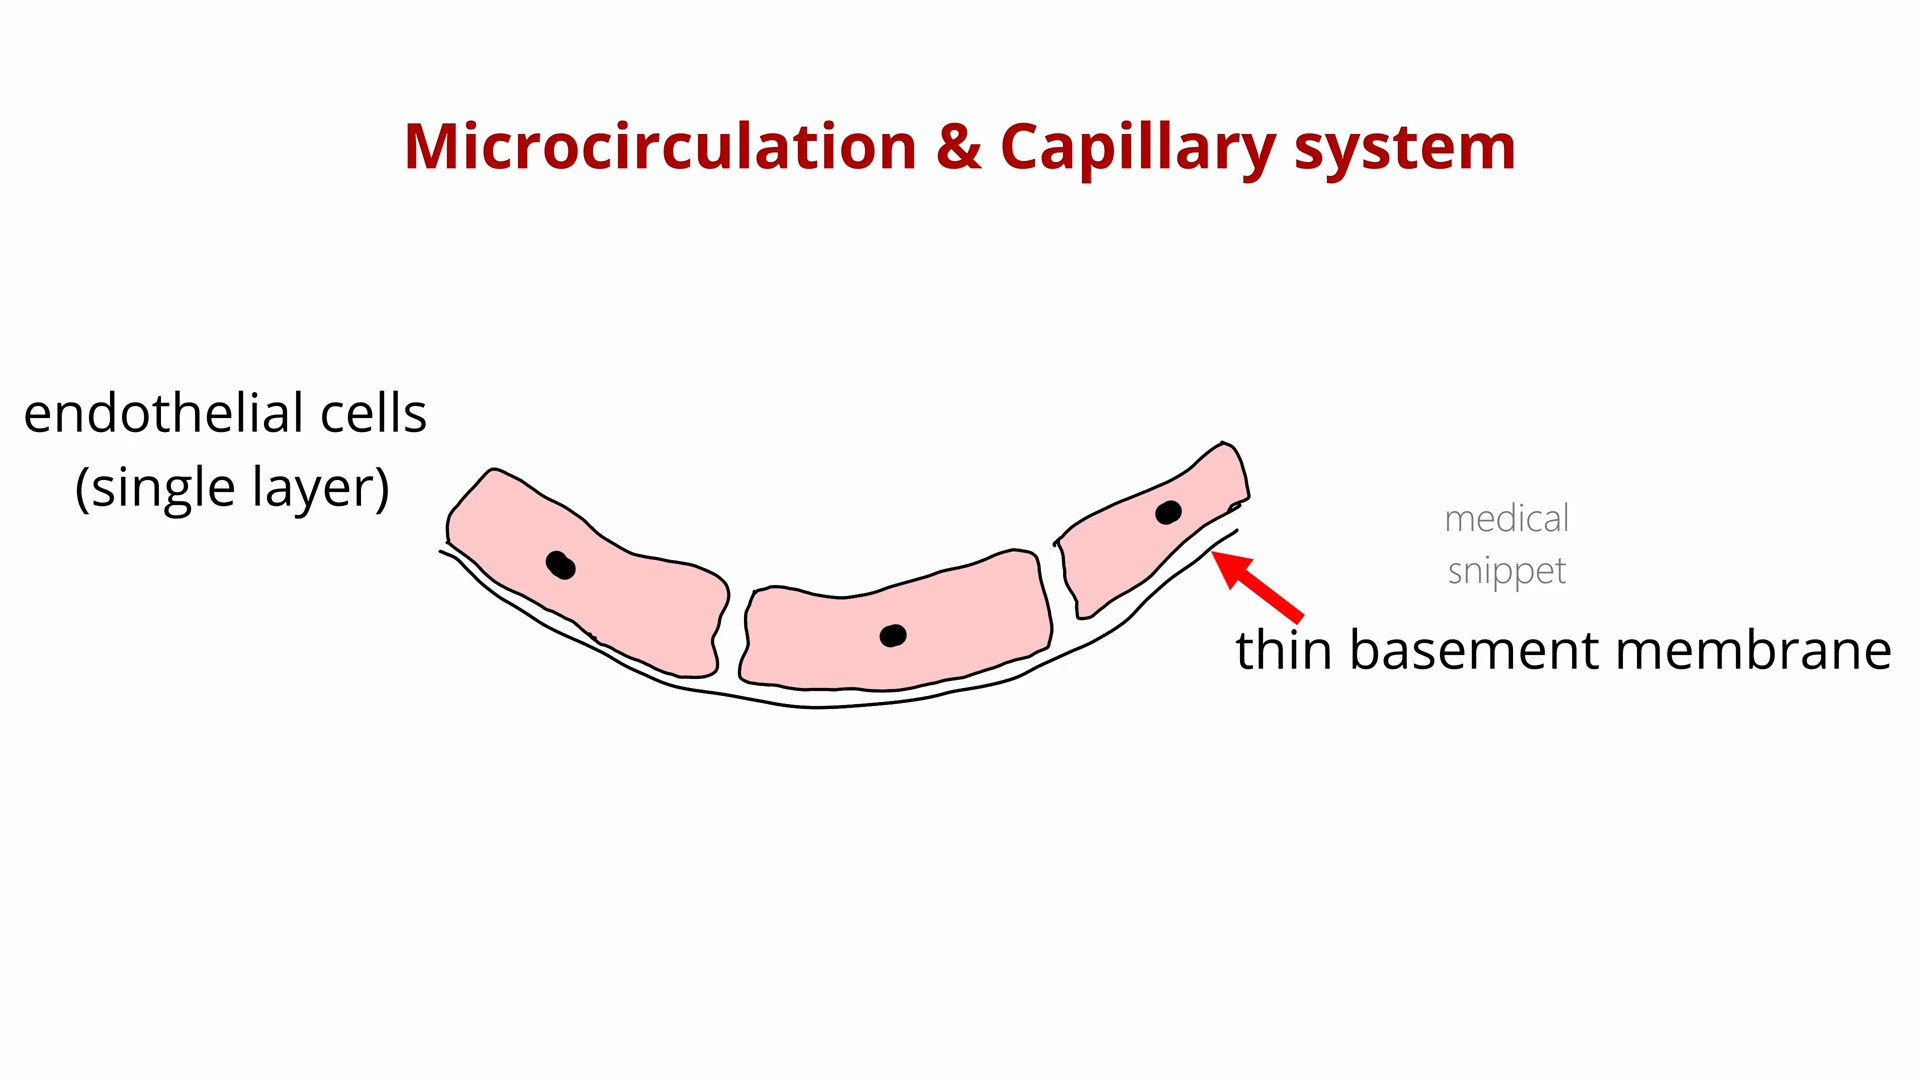 Microcirculation & Capillary system
endothelial cells
(single layer)
medical
snippet
thin basement membrane